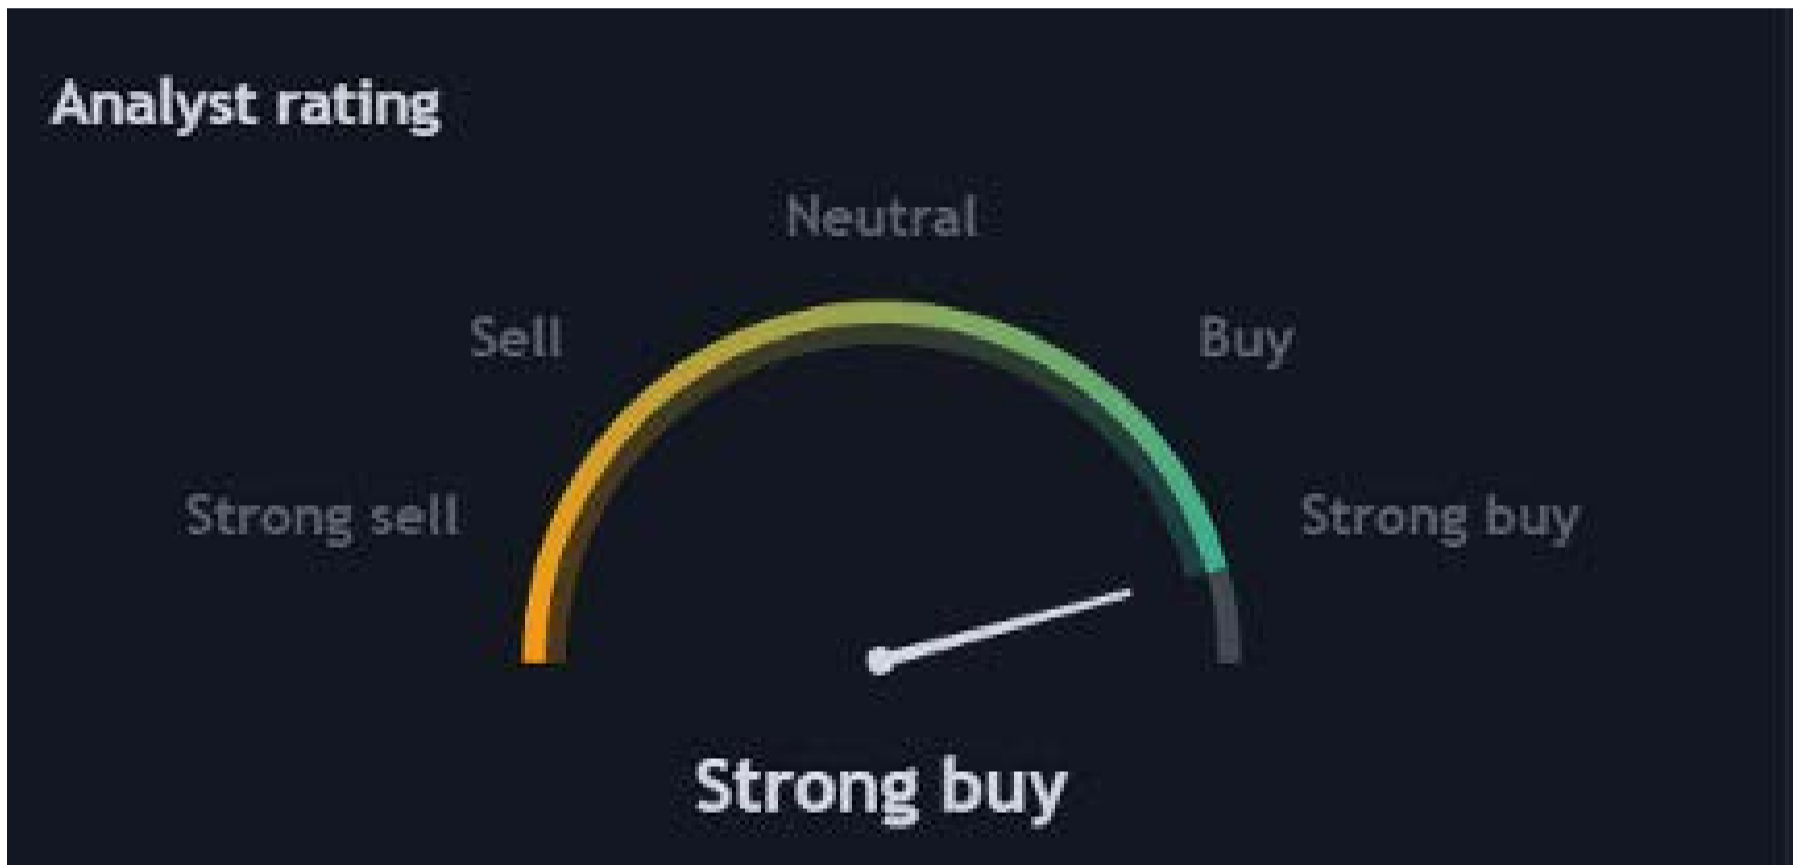 Analyst rating
Neutral
Sell
Buy
Strong sell
Strong buy
Strong buy